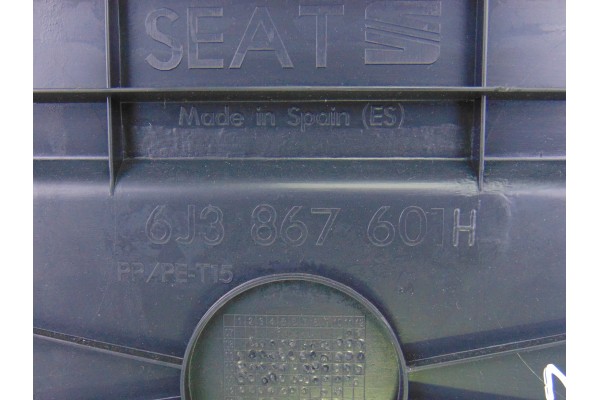 SEAT
Made in Spain (ES)
6J3 867 601H
PP/PE-T15